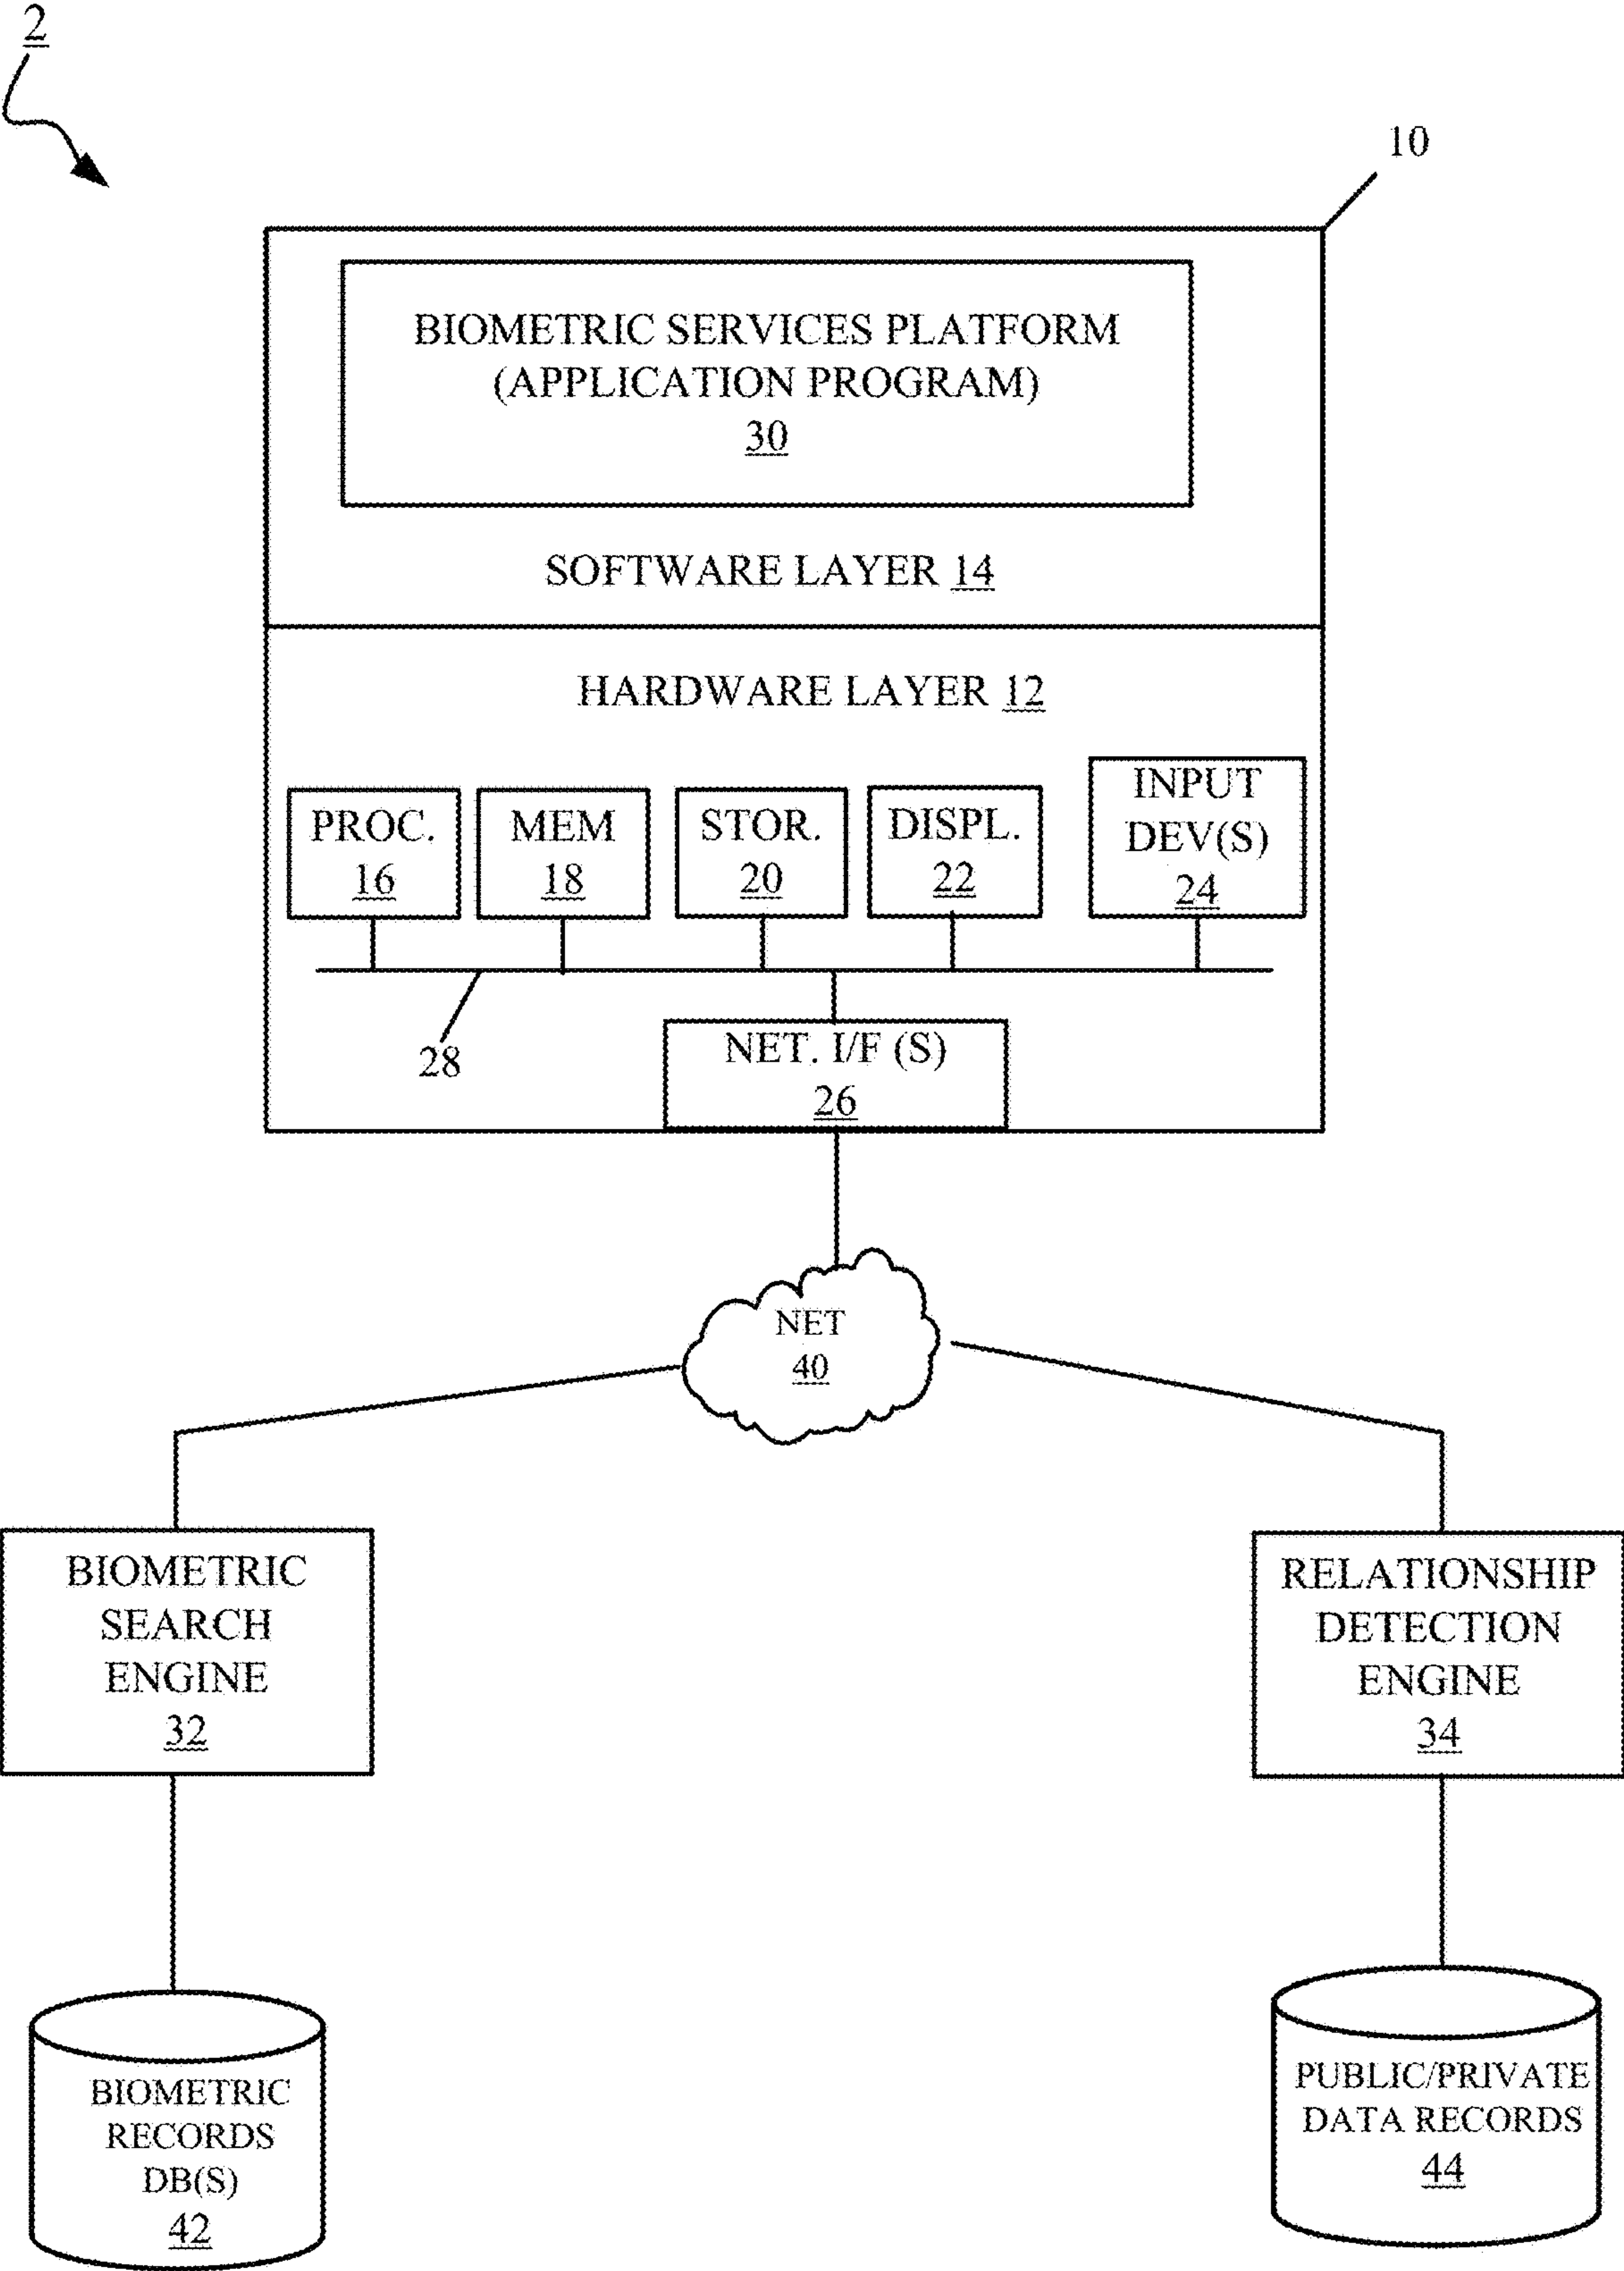 2
10
BIOMETRIC SERVICES PLATFORM
(APPLICATION PROGRAM)
30
SOFTWARE LAYER 14
HARDWARE LAYER 12
PROC.
16
MEM
18
STOR.
20
DISPL.
22
INPUT
DEV(S)
24
28
NET. I/F (S)
26
NET
40
BIOMETRIC
SEARCH
ENGINE
32
RELATIONSHIP
DETECTION
ENGINE
34
BIOMETRIC
RECORDS
DB(S)
42
PUBLIC/PRIVATE
DATA RECORDS
44